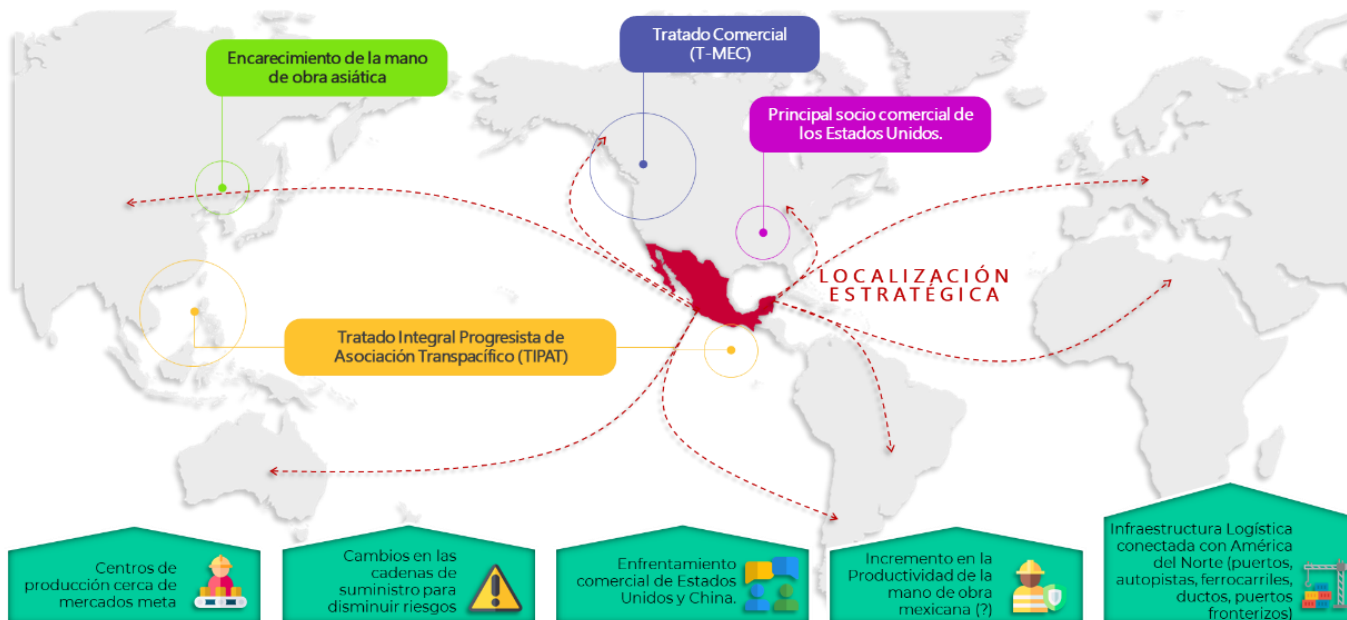 Tratado Comercial
(T-MEC)
Encarecimiento de la mano
de obra asiática
Principal socio comercial de
los Estados Unidos.
LOCALIZACIÓN
ESTRATÉGICA
Tratado Integral Progresista de
Asociación Transpacífico (TIPAT)
Centros de
producción cerca de
mercados meta
Cambios en las
cadenas de
suministro para
disminuir riesgos
Enfrentamiento
comercial de Estados
Unidos y China.
Incremento en la
Productividad de la
mano de obra
mexicana (?)
Infraestructura Logística
conectada con América
del Norte (puertos,
autopistas, ferrocarriles,
ductos, puertos
fronterizos)